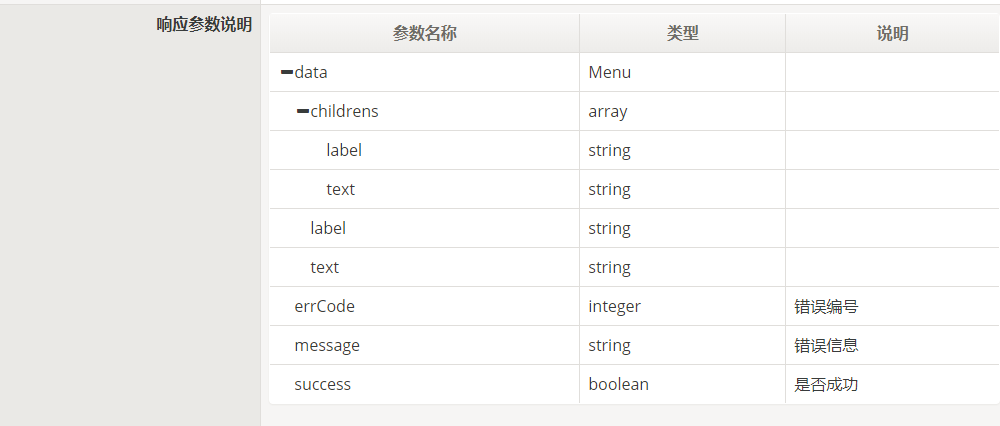 响应参数说明
参数名称 类型 说明
data Menu
childrens array
label string
text string
label string
text string
errCode integer 错误编号
message string 错误信息
success boolean 是否成功